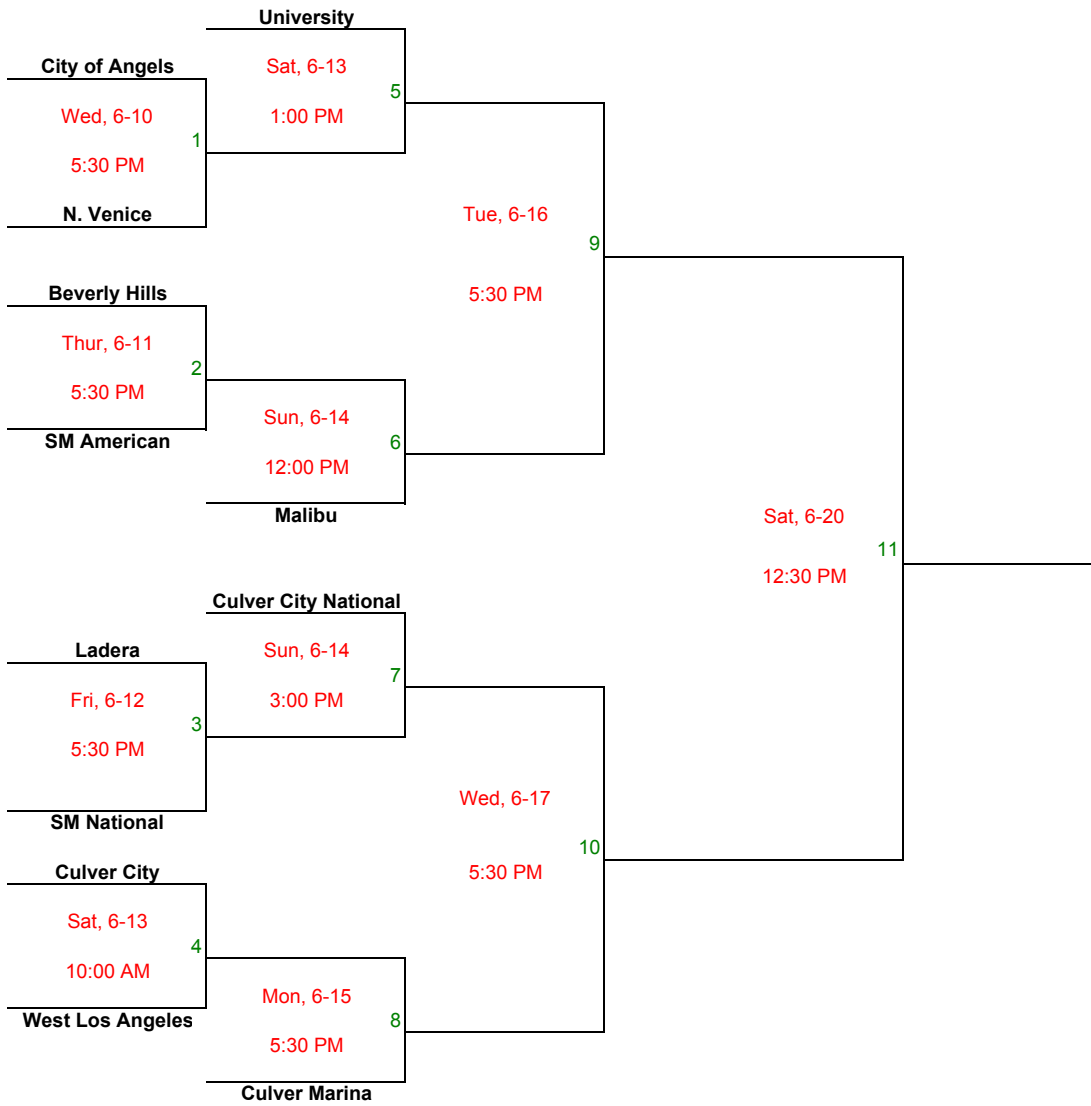 University
City of Angels
Sat, 6-13
5
Wed, 6-10
1:00 PM
1
5:30 PM
N. Venice
Tue, 6-16
9
Beverly Hills
5:30 PM
Thur, 6-11
2
5:30 PM
Sun, 6-14
SM American
6
12:00 PM
Malibu
Sat, 6-20
11
12:30 PM
Culver City National
Ladera
Sun, 6-14
7
Fri, 6-12
3:00 PM
3
5:30 PM
Wed, 6-17
SM National
10
Culver City
5:30 PM
Sat, 6-13
4
10:00 AM
Mon, 6-15
West Los Angeles
8
5:30 PM
Culver Marina